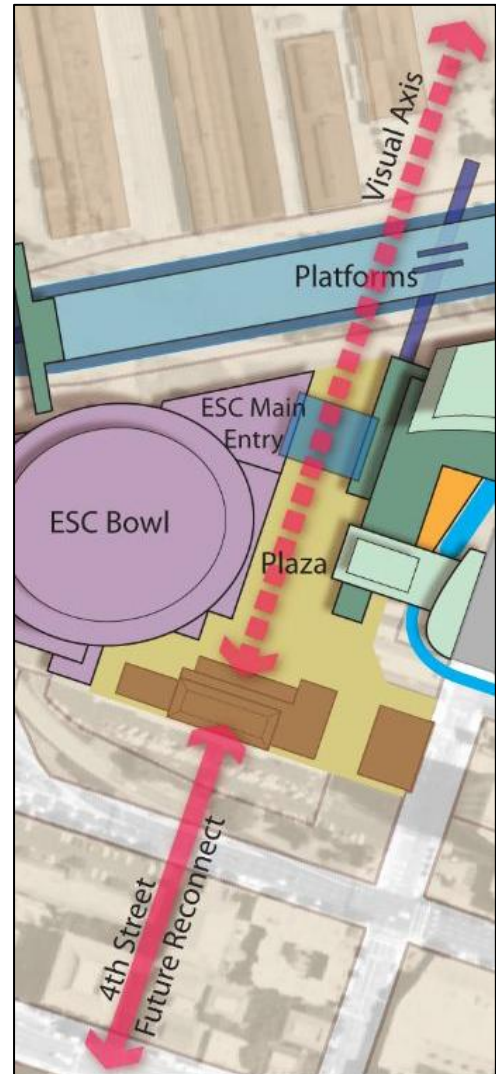 Visual Axis
Platforms
ESC Main
Entry
ESC Bowl
Plaza
4th Street
Future Reconnect